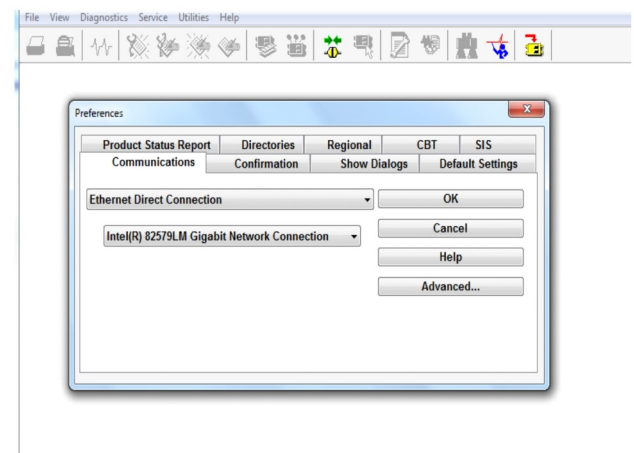 File View Diagnostics Service Utilities Help
Preferences
x
Product Status Report Directories Regional CBT SIS
Communications Confirmation Show Dialogs Default Settings
Ethernet Direct Connection OK
Intel(R) 82579LM Gigabit Network Connection Cancel
Help
Advanced...